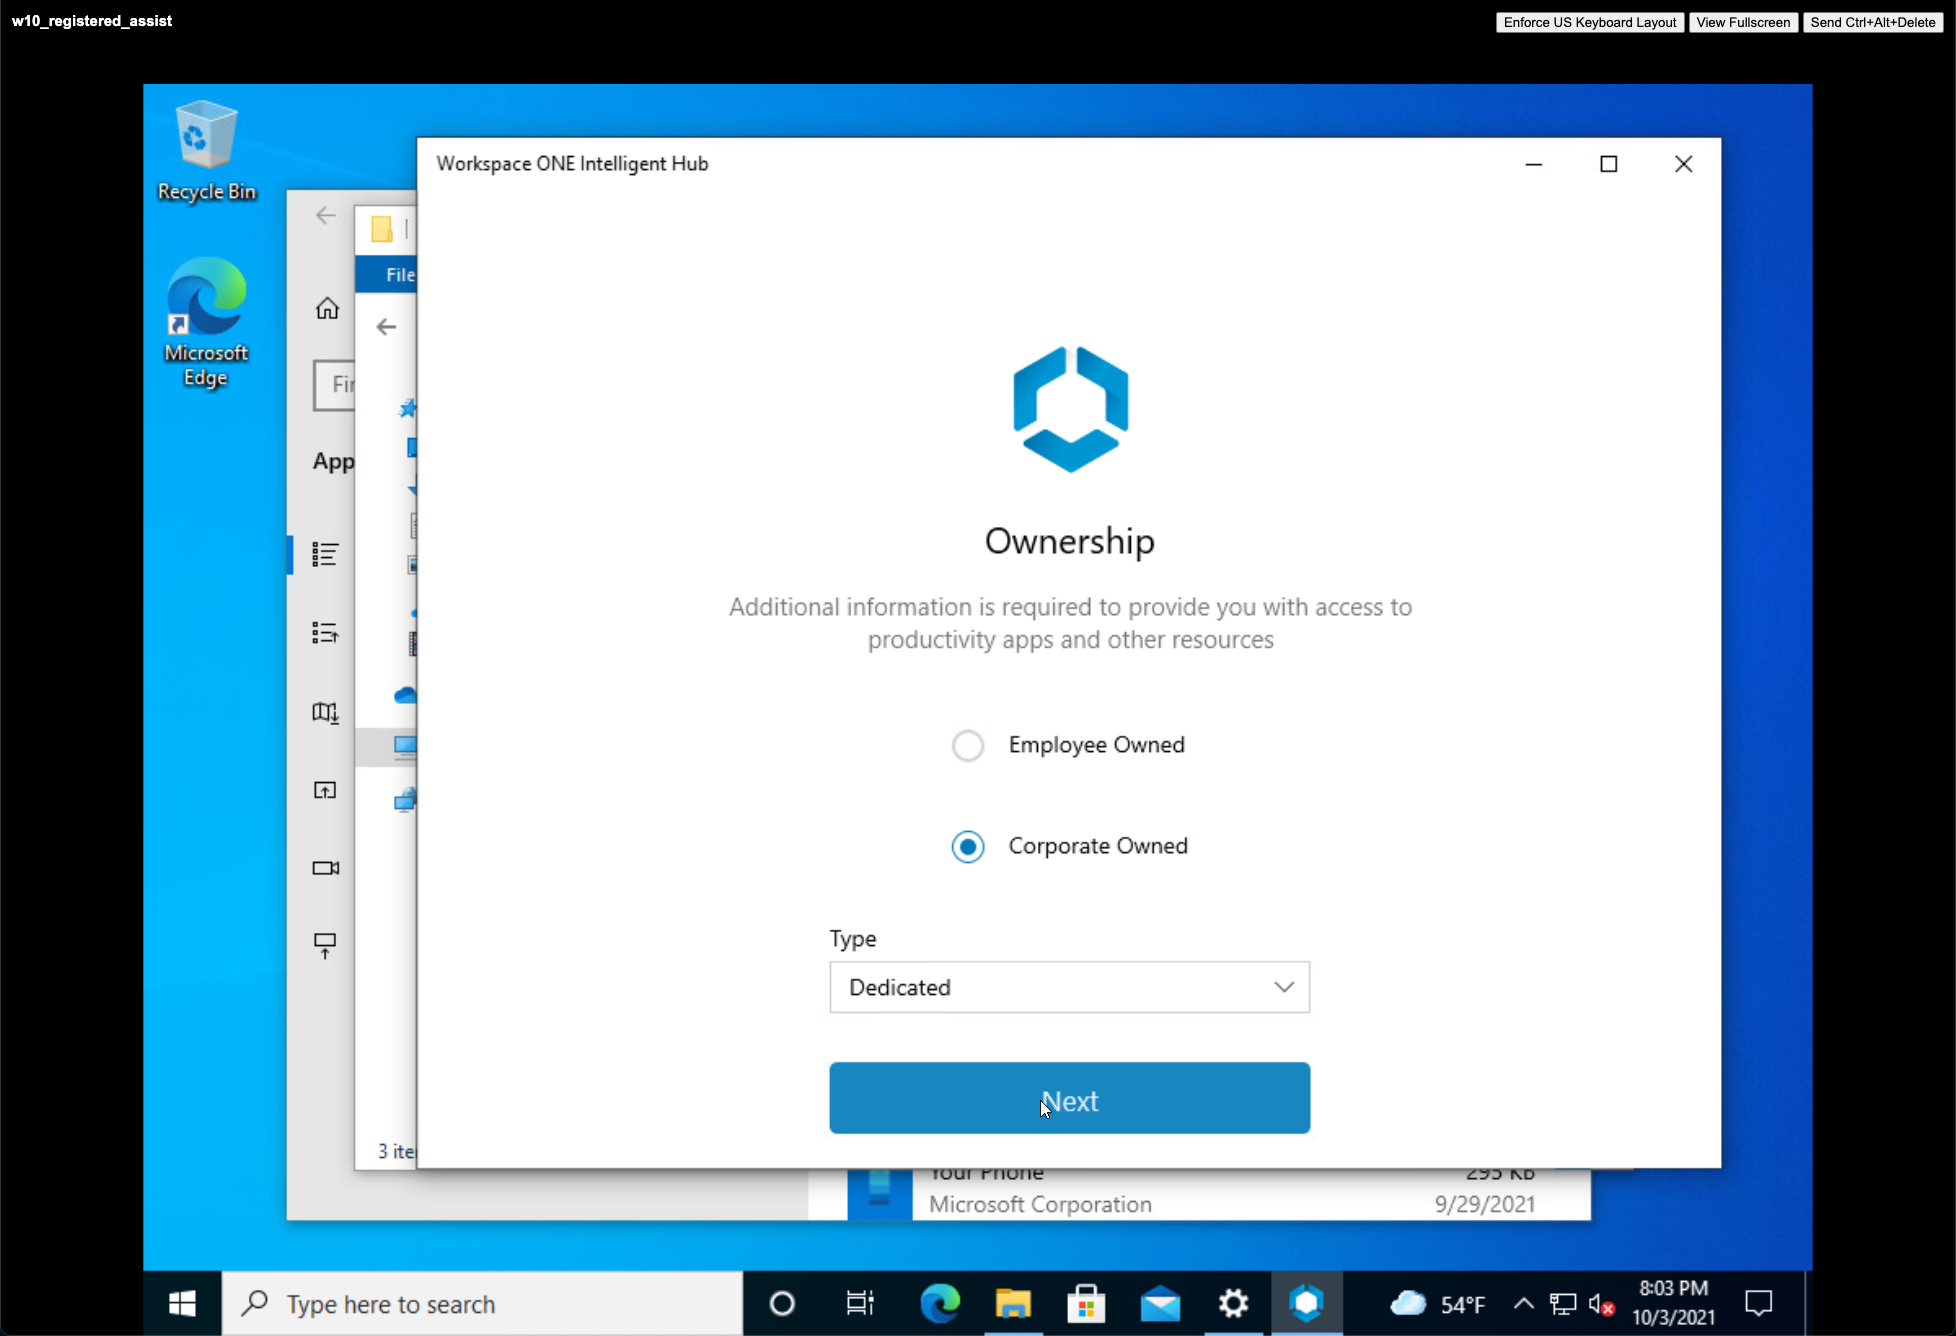 w10_registered_assist
Enforce US Keyboard Layout
View Fullscreen
Send Ctrl+Alt+Delete
Recycle Bin
Microsoft
Edge
Workspace ONE Intelligent Hub
File
Ownership
Additional information is required to provide you with access to
productivity apps and other resources
Employee Owned
Corporate Owned
Type
Dedicated
Next
App
3 ite
Your Phone
295 KB
Microsoft Corporation
9/29/2021
Type here to search
54°F
8:03 PM
10/3/2021